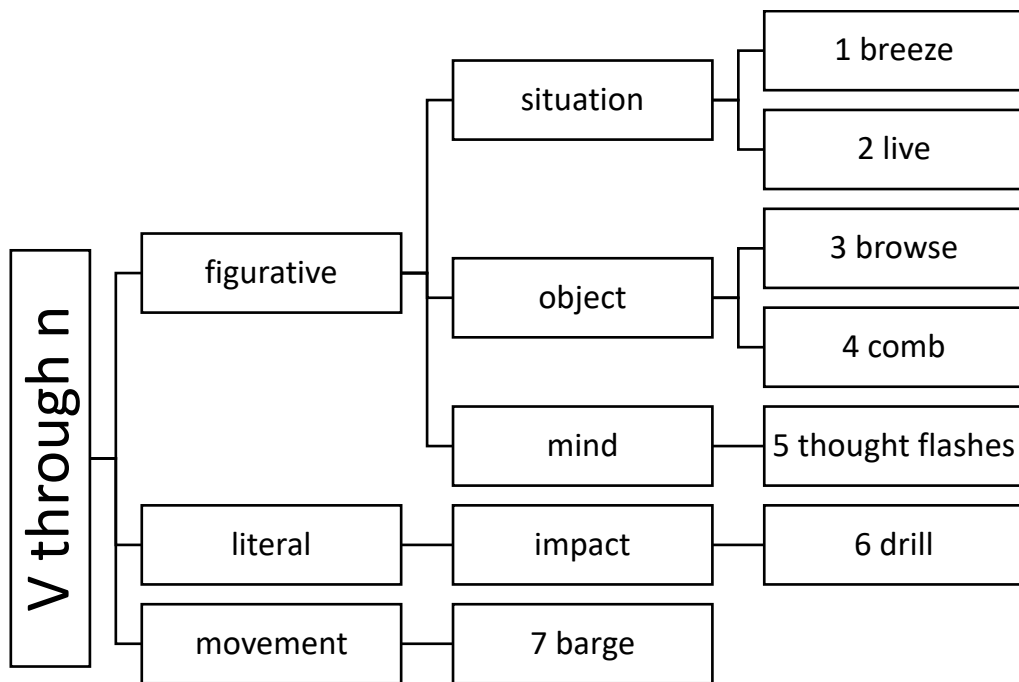 V through n
figurative
situation
1 breeze
2 live
object
3 browse
4 comb
mind
5 thought flashes
literal
impact
6 drill
movement
7 barge